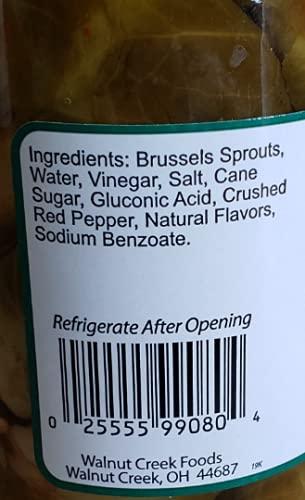 Ingredients: Brussels Sprouts,
Water, Vinegar, Salt, Cane
Sugar, Gluconic Acid, Crushed
Red Pepper, Natural Flavors,
Sodium Benzoate.
Refrigerate After Opening
0 25555 99080 4
Walnut Creek Foods
Walnut Creek, OH 44687 19K